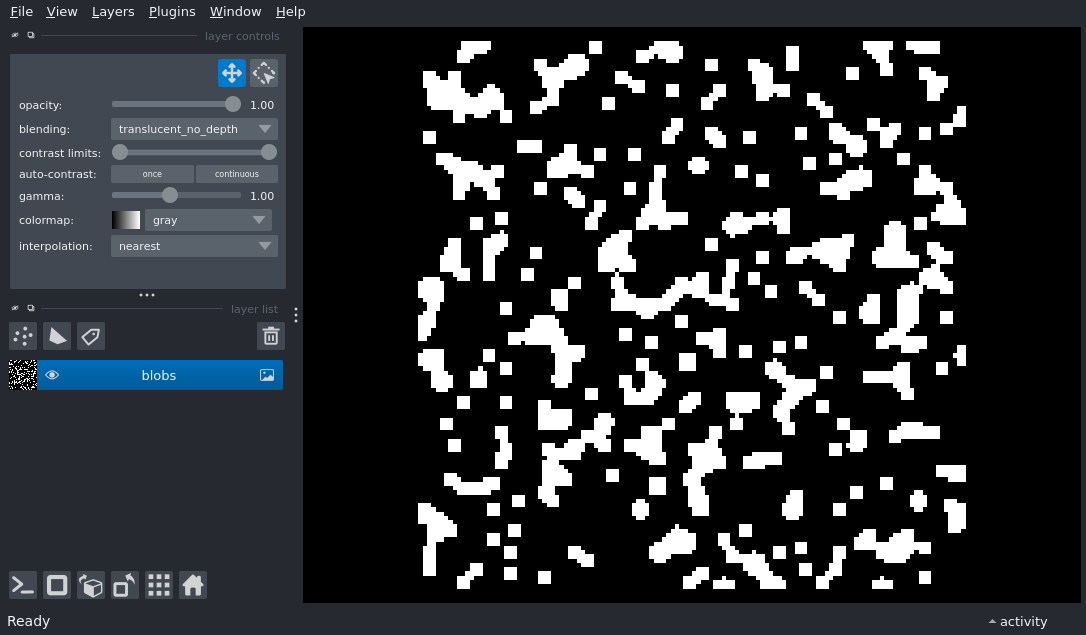 File View Layers Plugins Window Help
layer controls
opacity: 1.00
blending: translucent_no_depth
contrast limits:
auto-contrast: once continuous
gamma: 1.00
colormap: gray
interpolation: nearest
layer list
blobs
Ready
activity